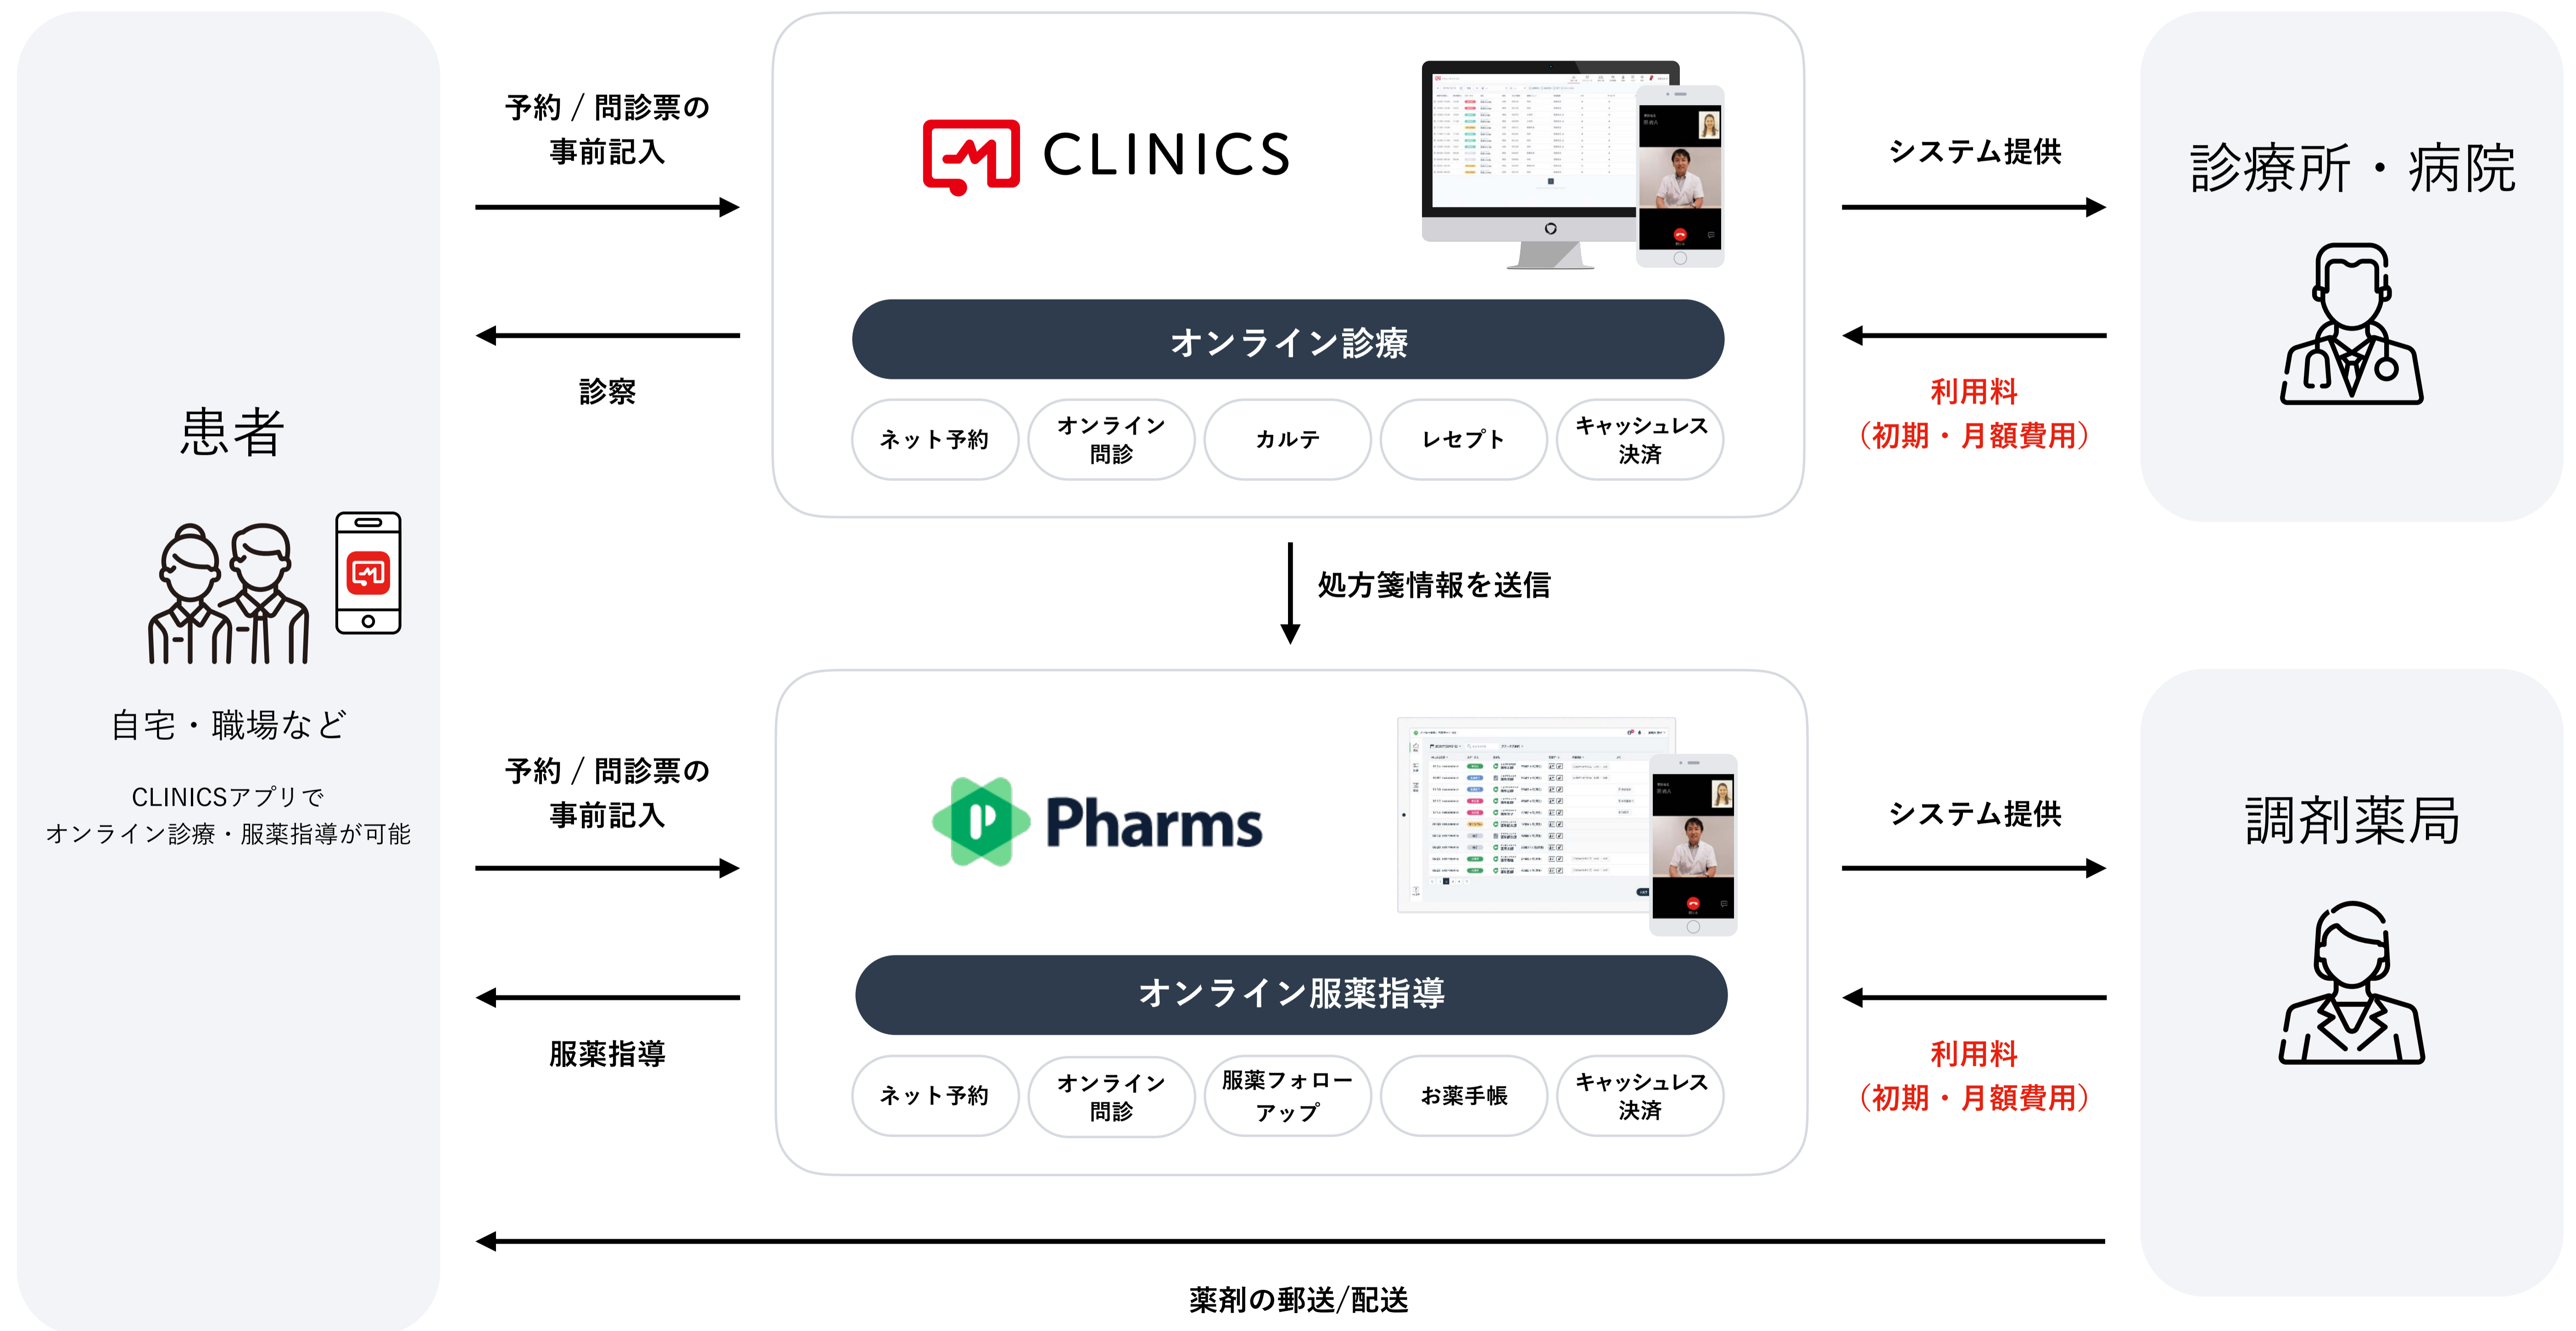 患者
自宅・職場など
CLINICSアプリで
オンライン診療・服薬指導が可能
予約 / 問診票の
事前記入
診察
CLINICS
オンライン診療
ネット予約
オンライン
問診
カルテ
レセプト
キャッシュレス
決済
システム提供
利用料
（初期・月額費用）
診療所・病院
処方箋情報を送信
予約 / 問診票の
事前記入
服薬指導
Pharms
オンライン服薬指導
ネット予約
オンライン
問診
服薬フォロー
アップ
お薬手帳
キャッシュレス
決済
システム提供
利用料
（初期・月額費用）
調剤薬局
薬剤の郵送/配送